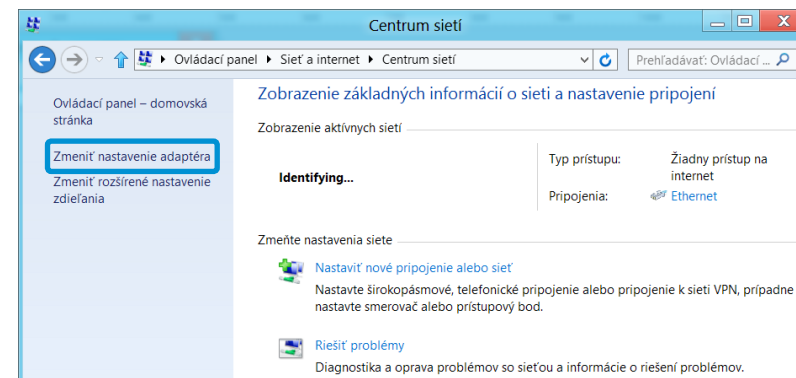 Centrum sietí
Ovládací panel ▸ Sieť a internet ▸ Centrum sietí
Prehľadávať: Ovládací ...
Ovládací panel – domovská
stránka
Zmeniť nastavenie adaptéra
Zmeniť rozšírené nastavenie
zdieľania
Zobrazenie základných informácií o sieti a nastavenie pripojení
Zobrazenie aktívnych sietí
Identifying...
Typ prístupu: Žiadny prístup na
internet
Pripojenia: Ethernet
Zmeňte nastavenia siete
Nastaviť nové pripojenie alebo sieť
Nastavte širokopásmové, telefonické pripojenie alebo pripojenie k sieti VPN, prípadne
nastavte smerovač alebo prístupový bod.
Riešiť problémy
Diagnostika a oprava problémov so sieťou a informácie o riešení problémov.